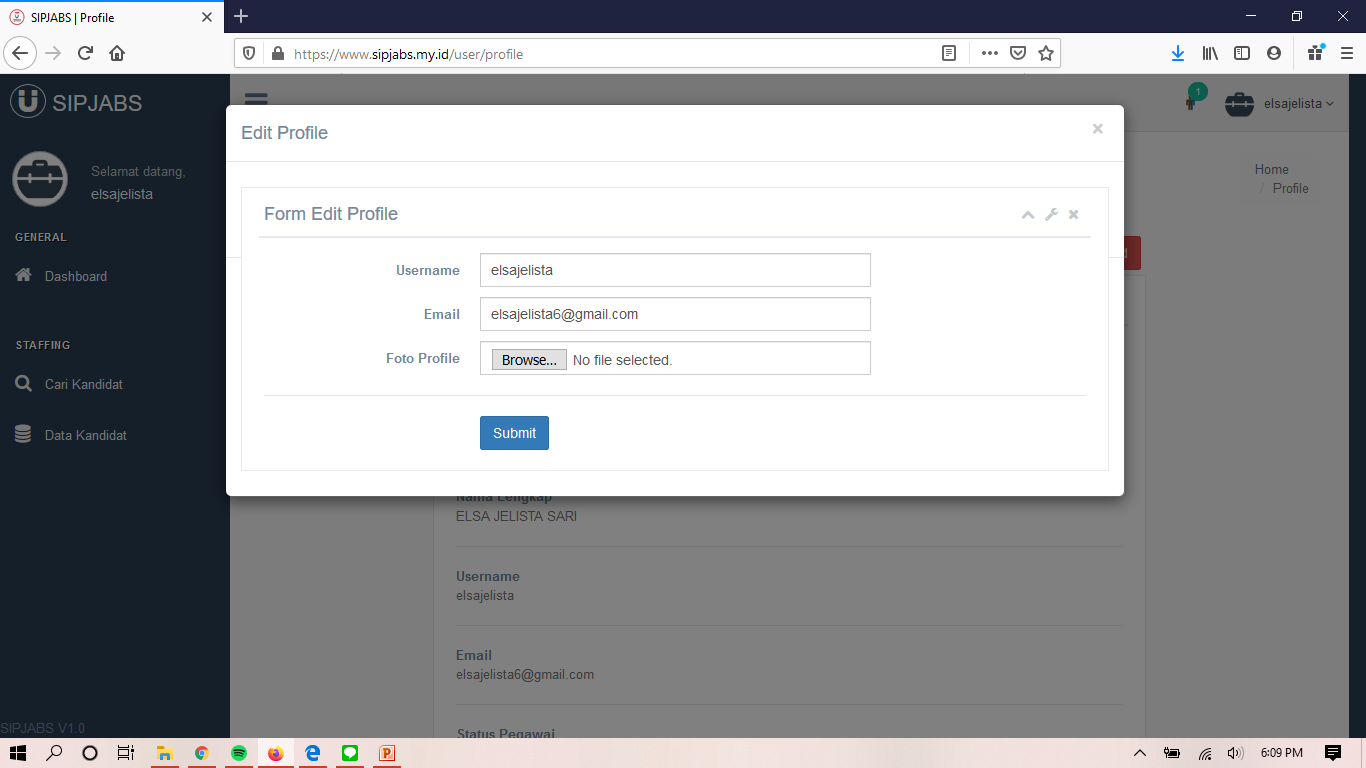 SIPJABS | Profile
https://www.sipjabs.my.id/user/profile
SIPJABS
1
elsajelista
Selamat datang,
elsajelista
GENERAL
Dashboard
STAFFING
Cari Kandidat
Data Kandidat
SIPJABS V1.0
Home
/ Profile
Edit Profile
×
Form Edit Profile
Username elsajelista
Email elsajelista6@gmail.com
Foto Profile Browse... No file selected.
Submit
Nama Lengkap
ELSA JELISTA SARI
Username
elsajelista
Email
elsajelista6@gmail.com
Status Pegawai
6:09 PM